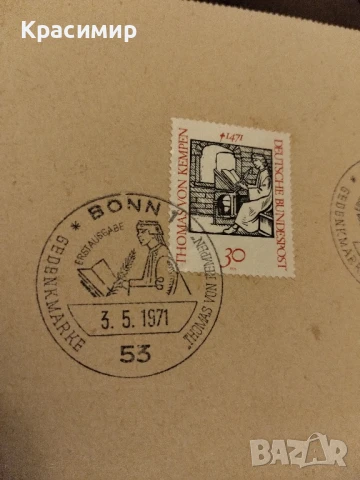 Красимир
†1471
THOMAS VON KEMPEN
DEUTSCHE BUNDESPOST
30
* BONN 1
ERSTAUSGABE
GEDENKMARKE
"THOMAS VON KEMPEN"
3. 5. 1971
53
GEDENKMARKE
BAZAR